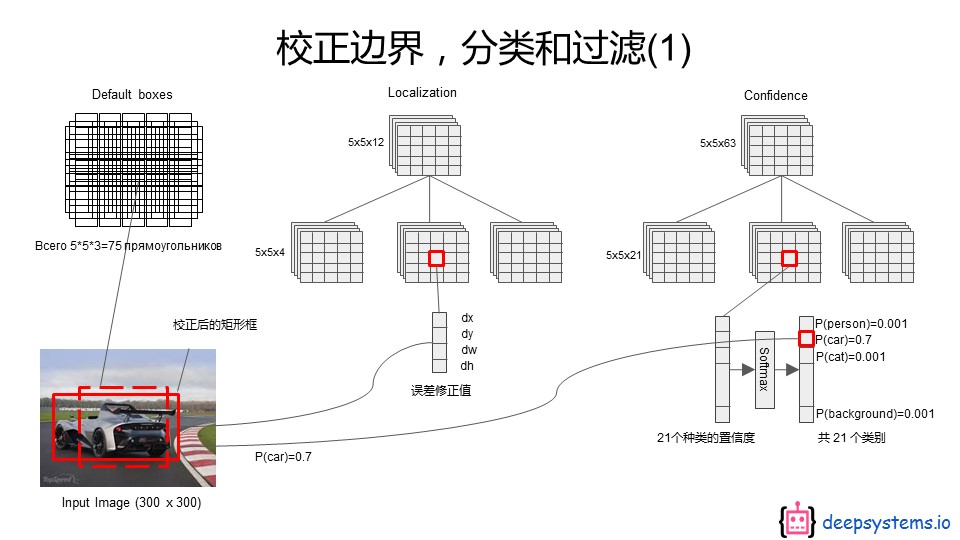 校正边界，分类和过滤(1)
Default boxes
Localization
Confidence
5x5x12
5x5x63
Всего 5*5*3=75 прямоугольников
5x5x4
5x5x21
校正后的矩形框
dx
dy
dw
dh
误差修正值
Softmax
P(person)=0.001
P(car)=0.7
P(cat)=0.001
P(background)=0.001
21个种类的置信度
共 21 个类别
P(car)=0.7
TopSpeed
Input Image (300 x 300)
deepsystems.io